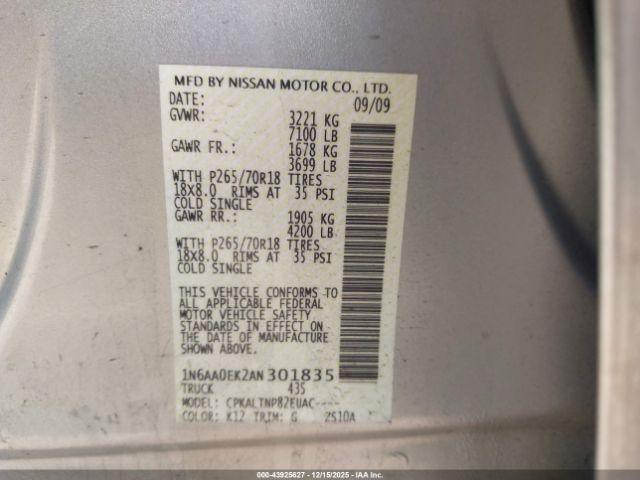 MFD BY NISSAN MOTOR CO., LTD.
DATE: 09/09
GVWR: 3221 KG
7100 LB
GAWR FR.: 1678 KG
3699 LB
WITH P265/70R18 TIRES
18X8.0 RIMS AT 35 PSI
COLD SINGLE
GAWR RR.: 1905 KG
4200 LB
WITH P265/70R18 TIRES
18X8.0 RIMS AT 35 PSI
COLD SINGLE
THIS VEHICLE CONFORMS TO
ALL APPLICABLE FEDERAL
MOTOR VEHICLE SAFETY
STANDARDS IN EFFECT ON
THE DATE OF MANUFACTURE
SHOWN ABOVE.
1N6AA0EK2AN301835
TRUCK 435
MODEL: CPKALTNP82EUAC----
COLOR: K12 TRIM: G 2S10A
000-43925627 - 12/15/2025 - IAA Inc.